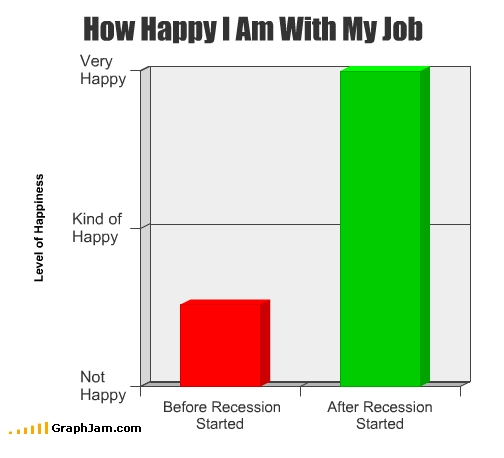 How Happy I Am With My Job
Very
Happy
Kind of
Happy
Not
Happy
Level of Happiness
Before Recession
Started
After Recession
Started
GraphJam.com